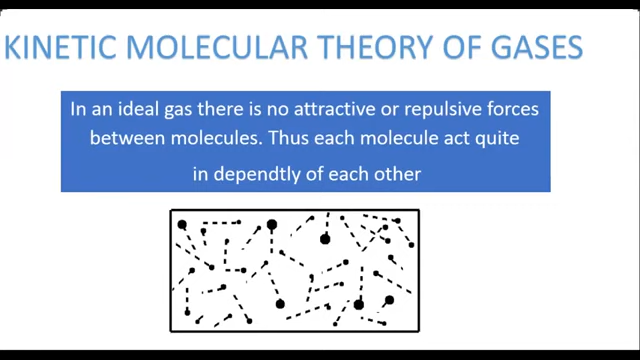 KINETIC MOLECULAR THEORY OF GASES
In an ideal gas there is no attractive or repulsive forces
between molecules. Thus each molecule act quite
in dependtly of each other